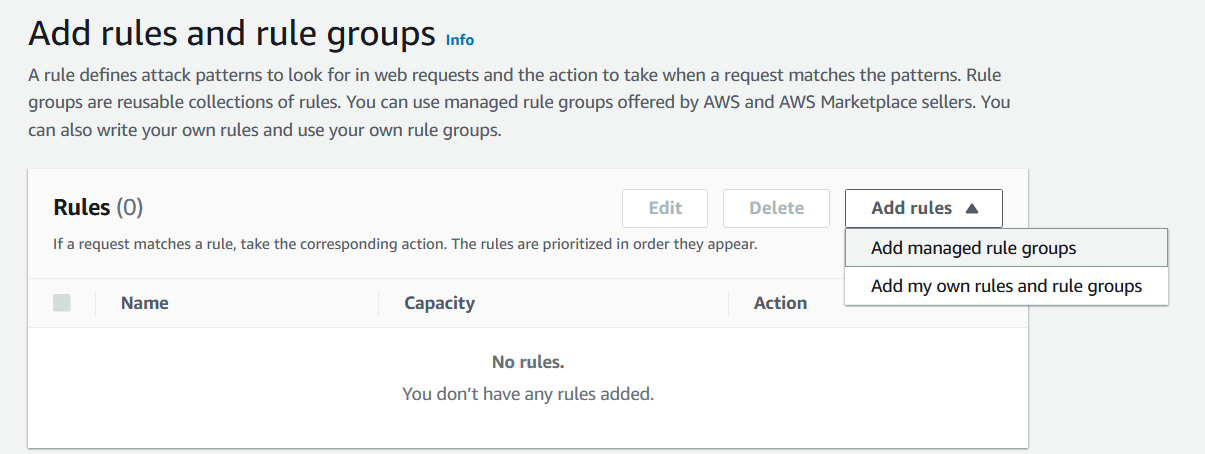 Add rules and rule groups Info
A rule defines attack patterns to look for in web requests and the action to take when a request matches the patterns. Rule
groups are reusable collections of rules. You can use managed rule groups offered by AWS and AWS Marketplace sellers. You
can also write your own rules and use your own rule groups.
Rules (0)
Edit
Delete
Add rules
If a request matches a rule, take the corresponding action. The rules are prioritized in order they appear.
Add managed rule groups
Add my own rules and rule groups
Name
Capacity
Action
No rules.
You don’t have any rules added.